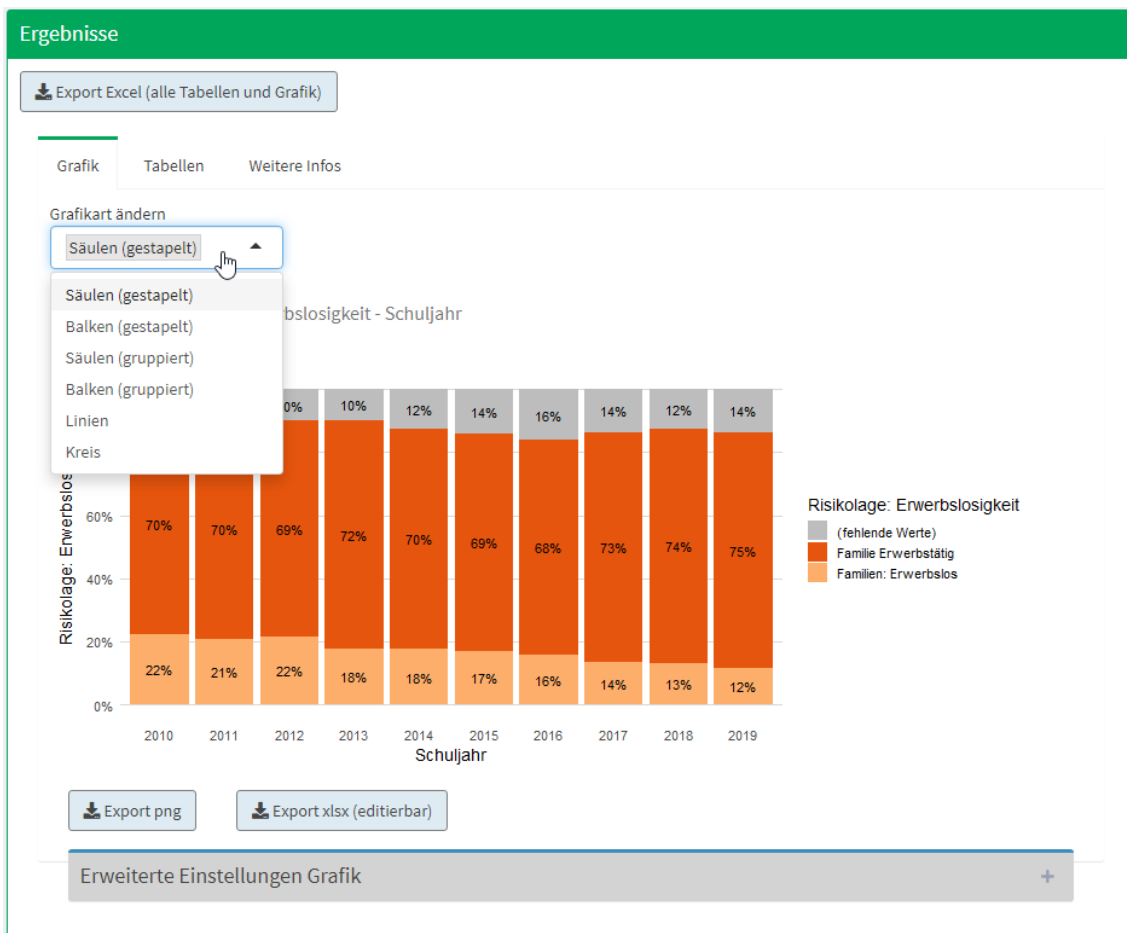 Ergebnisse
Export Excel (alle Tabellen und Grafik)
Grafik Tabellen Weitere Infos
Grafikart ändern
Säulen (gestapelt)
Säulen (gestapelt)
Balken (gestapelt)
Säulen (gruppiert)
Balken (gruppiert)
Linien
Kreis
- Schuljahr
10% 12% 14% 16% 14% 12% 14%
Risikolage:
60%
40%
20%
0%
70% 70% 69% 72% 70% 69% 68% 73% 74% 75%
22% 21% 22% 18% 18% 17% 16% 14% 13% 12%
2010 2011 2012 2013 2014 2015 2016 2017 2018 2019
Schuljahr
Risikolage: Erwerbslosigkeit
(fehlende Werte)
Familie Erwerbstätig
Familien: Erwerbslos
Export png Export xlsx (editierbar)
Erweiterte Einstellungen Grafik